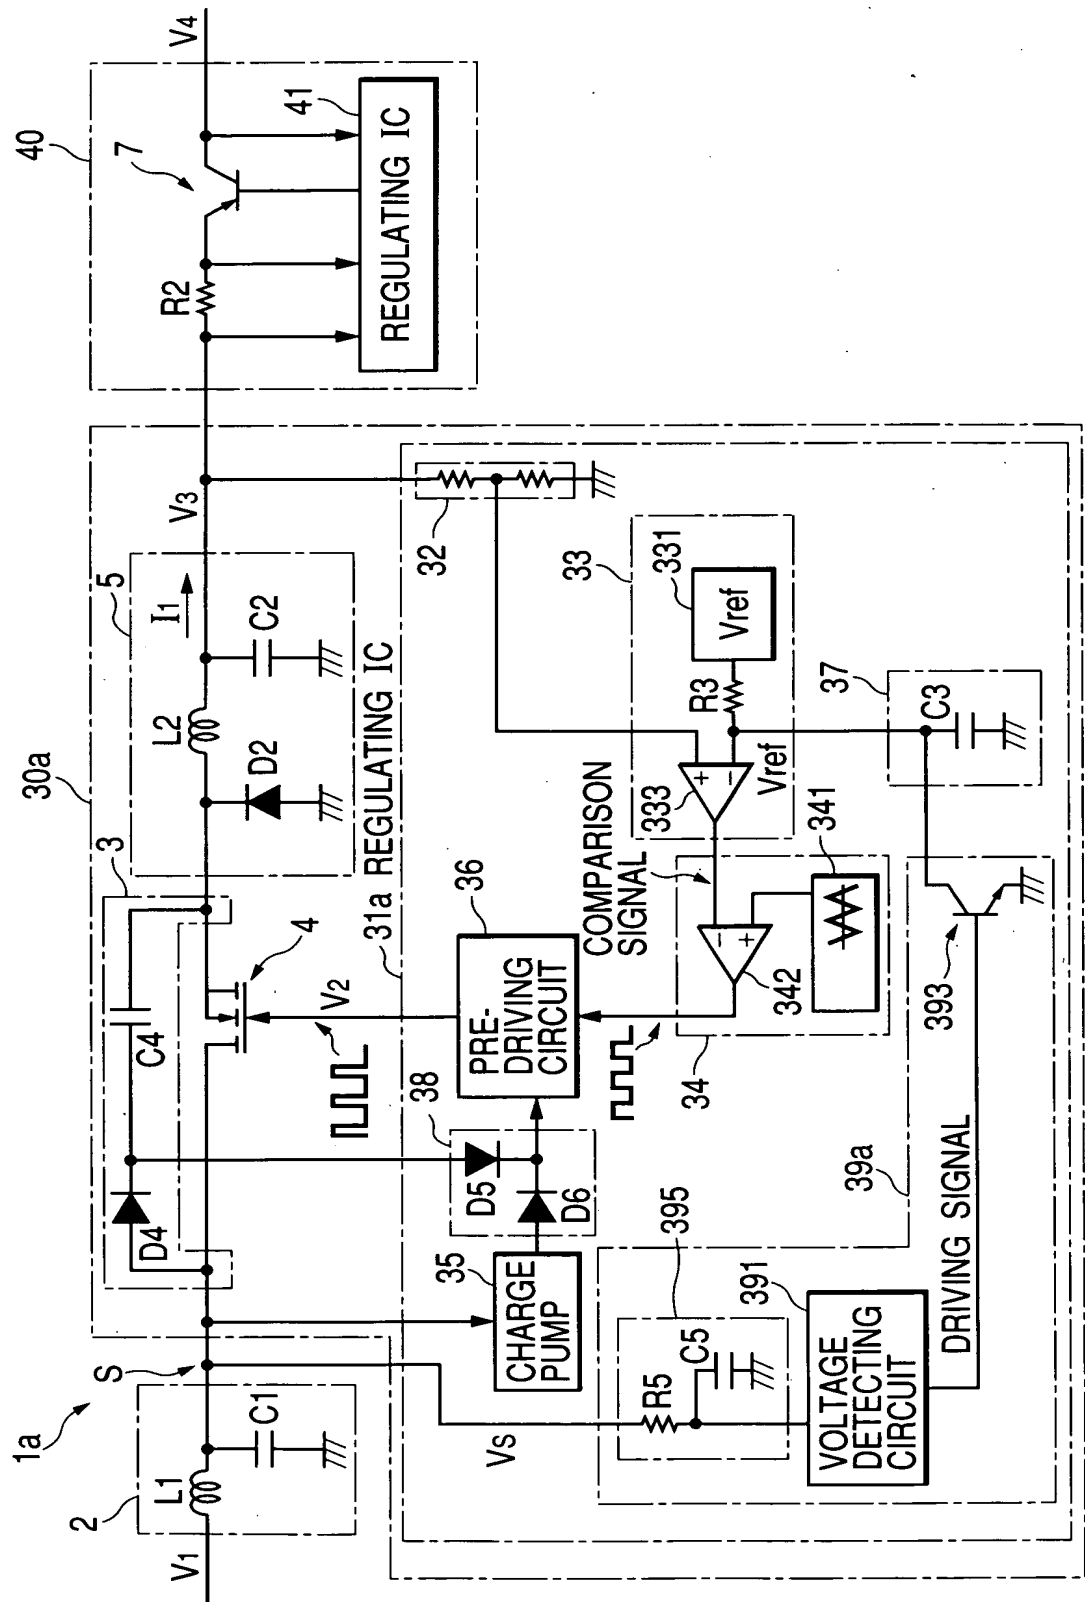 1a
30a
40
V1
2
L1
C1
S
3
D4
C4
4
V2
5
L2
D2
C2
I1
V3
R2
7
V4
REGULATING IC
41
31a REGULATING IC
32
VS
CHARGE
PUMP
35
D5
D6
38
PRE-
DRIVING
CIRCUIT
36
COMPARISON
SIGNAL
33
331
Vref
R3
Vref
333
34
341
342
37
C3
39a
395
R5
C5
391
VOLTAGE
DETECTING
CIRCUIT
DRIVING SIGNAL
393
+
−
−
+